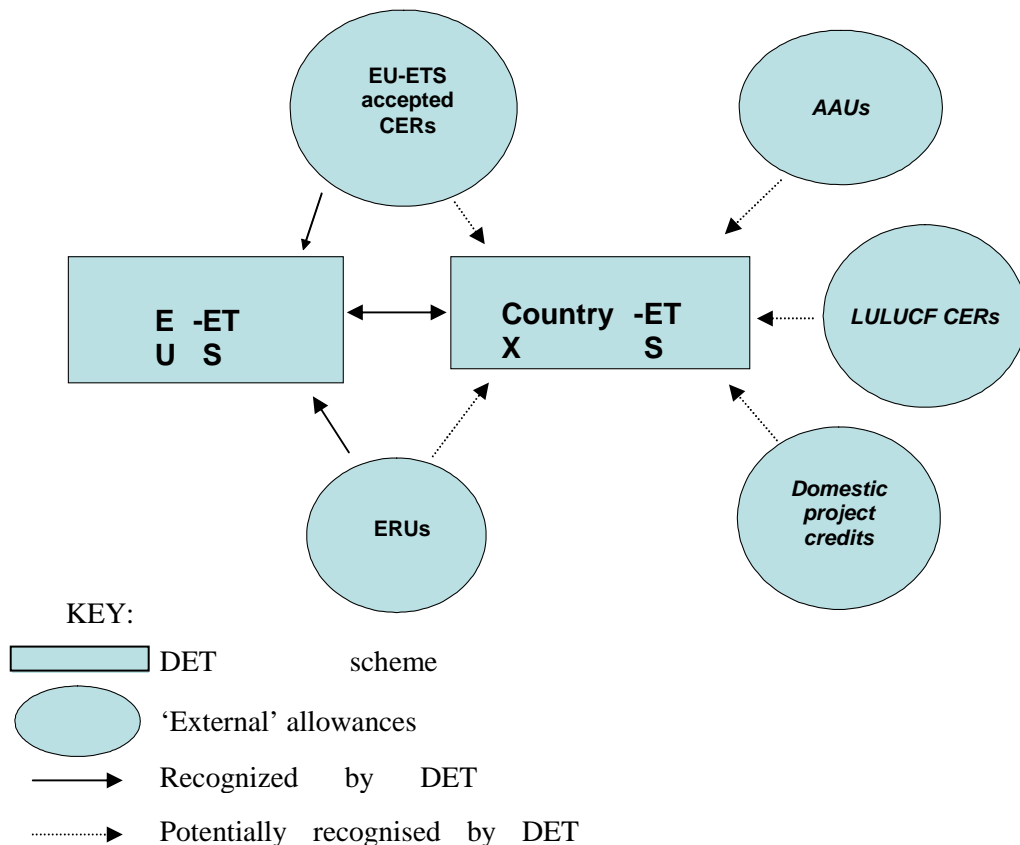 EU-ETS
accepted
CERs
AAUs
E -ET
U S
Country -ET
X S
LULUCF CERs
ERUs
Domestic
project
credits
KEY:
DET scheme
‘External’ allowances
Recognized by DET
Potentially recognised by DET